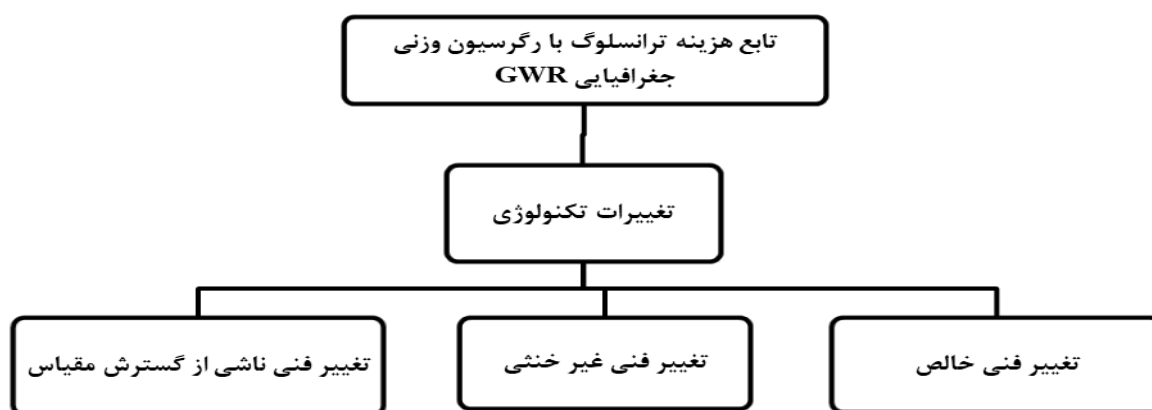 تابع هزینه ترانسلوگ با رگرسیون وزنی
جغرافیایی GWR
تغییرات تکنولوژی
تغییر فنی خالص
تغییر فنی غیر خنثی
تغییر فنی ناشی از گسترش مقیاس